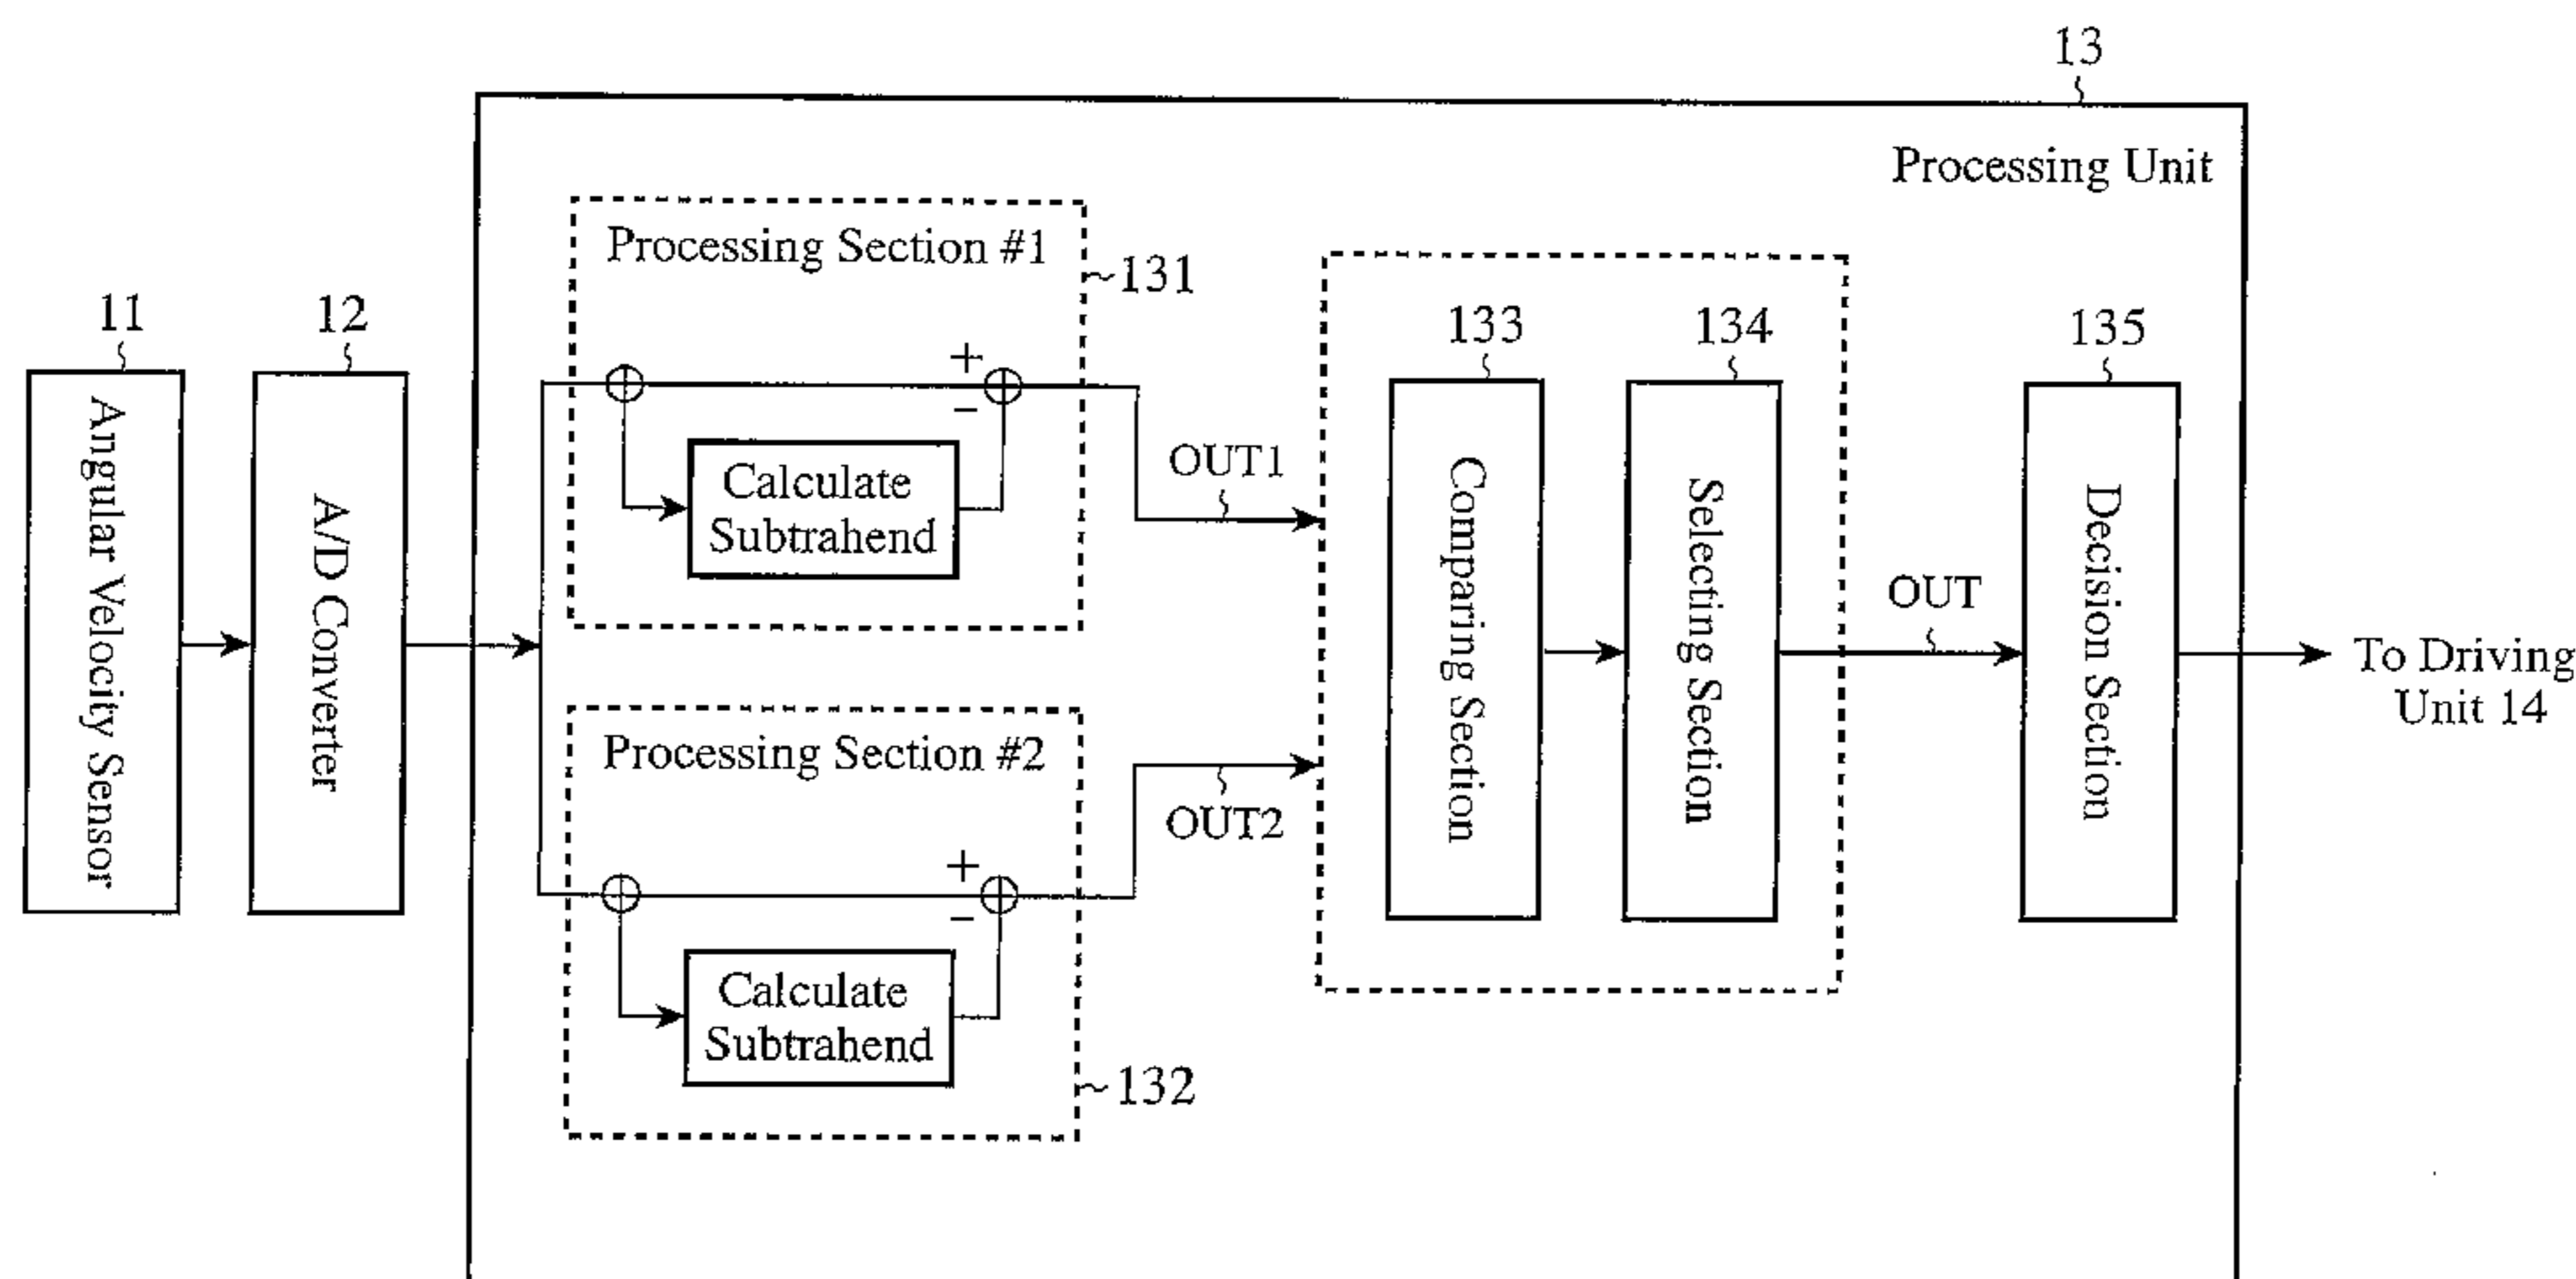 13
Processing Unit
Processing Section #1
131
11
12
133
134
135
+
−
Angular Velocity Sensor
A/D Converter
Calculate
Subtrahend
OUT1
Comparing Section
Selecting Section
OUT
Decision Section
To Driving
Unit 14
Processing Section #2
OUT2
+
−
Calculate
Subtrahend
132